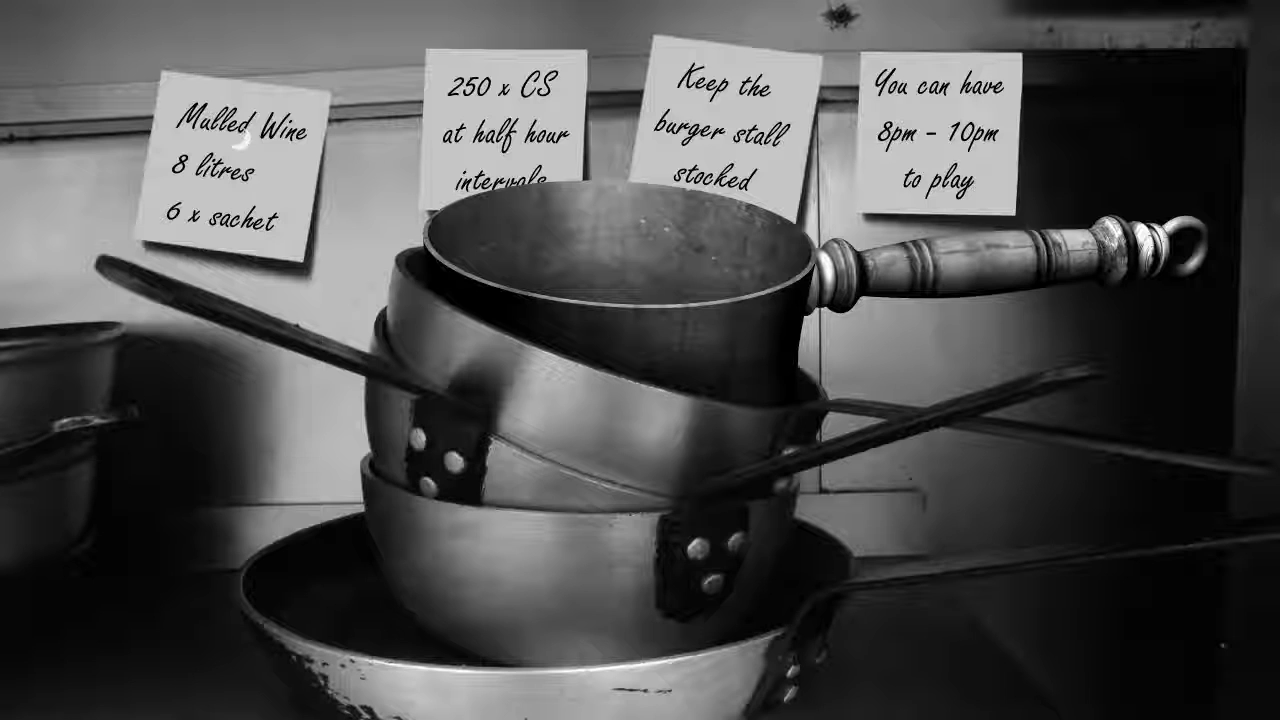 Mulled Wine
8 litres
6 x sachet
250 x CS
at half hour
intervals
Keep the
burger stall
stocked
You can have
8pm - 10pm
to play